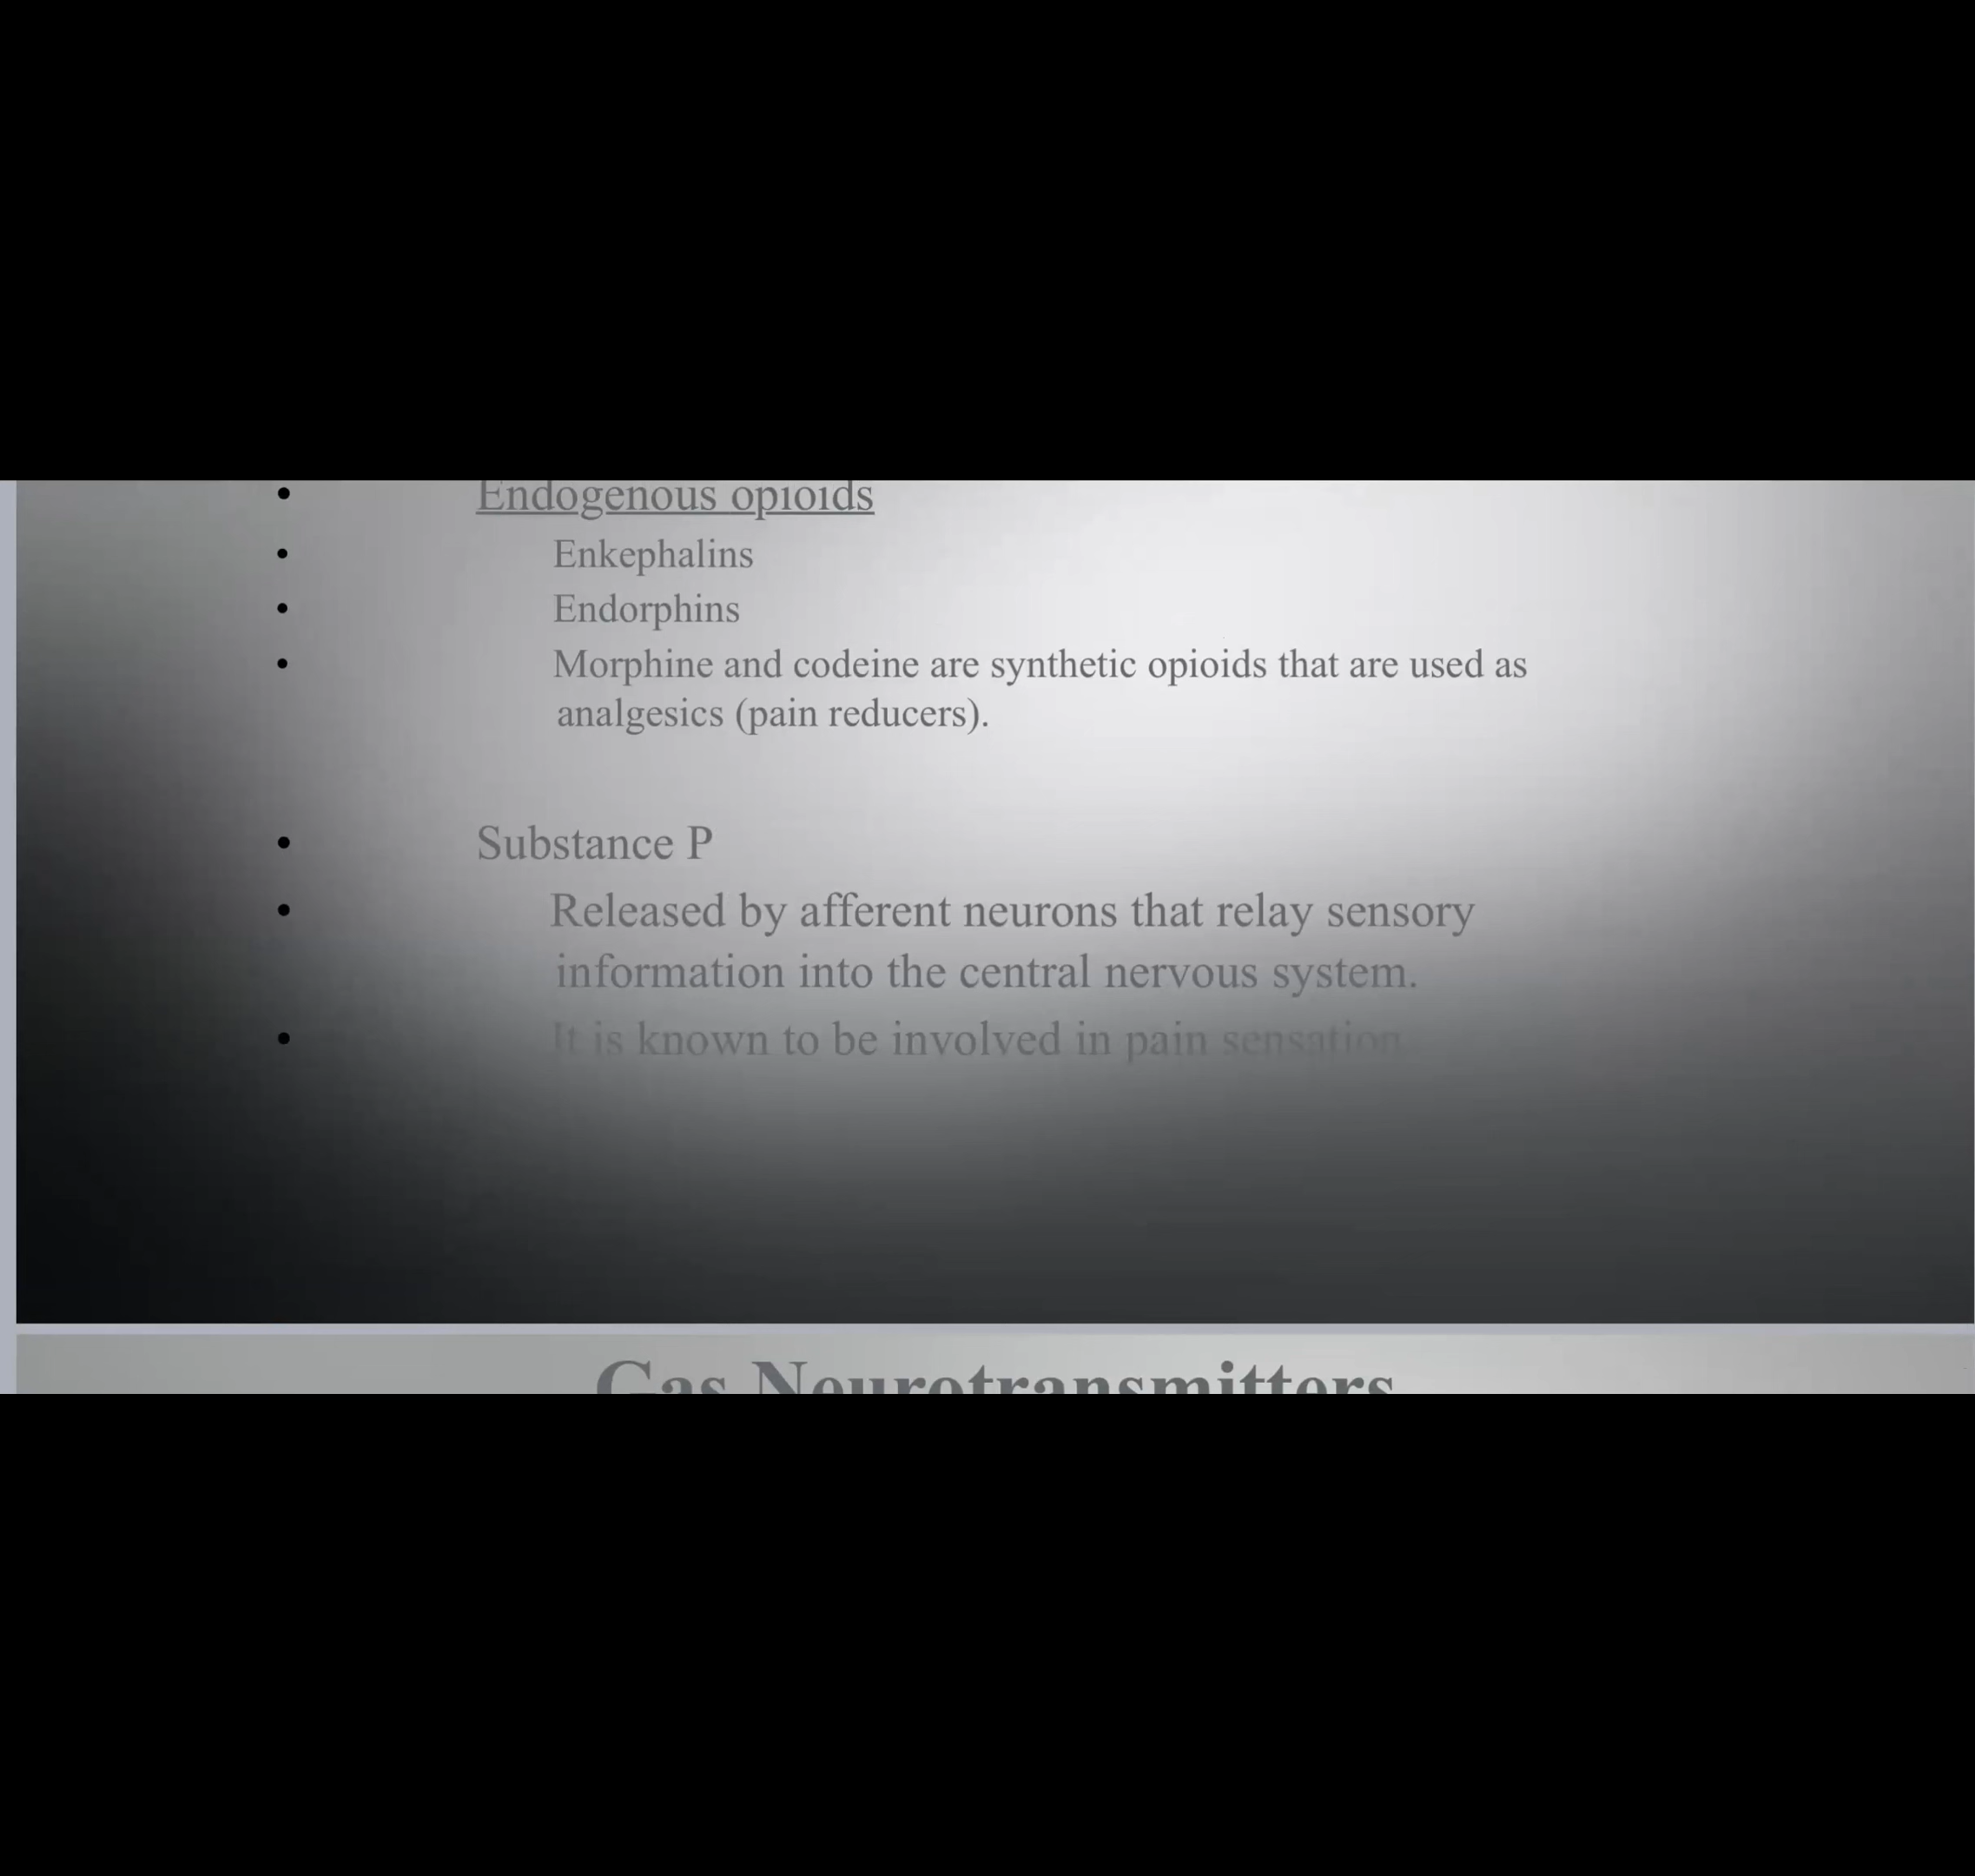 • Endogenous opioids
• Enkephalins
• Endorphins
• Morphine and codeine are synthetic opioids that are used as
analgesics (pain reducers).
• Substance P
• Released by afferent neurons that relay sensory
information into the central nervous system.
• It is known to be involved in pain sensation.
Gas Neurotransmitters